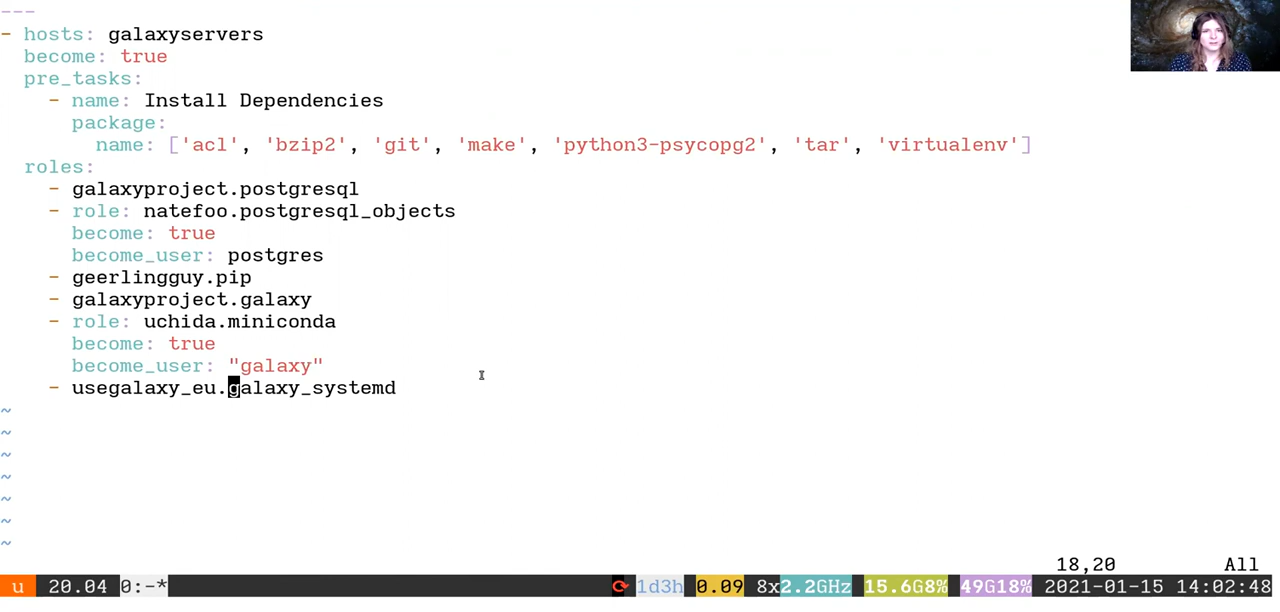 ---
- hosts: galaxyservers
  become: true
  pre_tasks:
    - name: Install Dependencies
      package:
        name: ['acl', 'bzip2', 'git', 'make', 'python3-psycopg2', 'tar', 'virtualenv']
  roles:
    - galaxyproject.postgresql
    - role: natefoo.postgresql_objects
      become: true
      become_user: postgres
    - geerlingguy.pip
    - galaxyproject.galaxy
    - role: uchida.miniconda
      become: true
      become_user: "galaxy"
    - usegalaxy_eu.galaxy_systemd
~
~
~
~
~
~
~
18,20 All
u 20.04 0:-* 1d3h 0.09 8x2.2GHz 15.6G8% 49G18% 2021-01-15 14:02:48